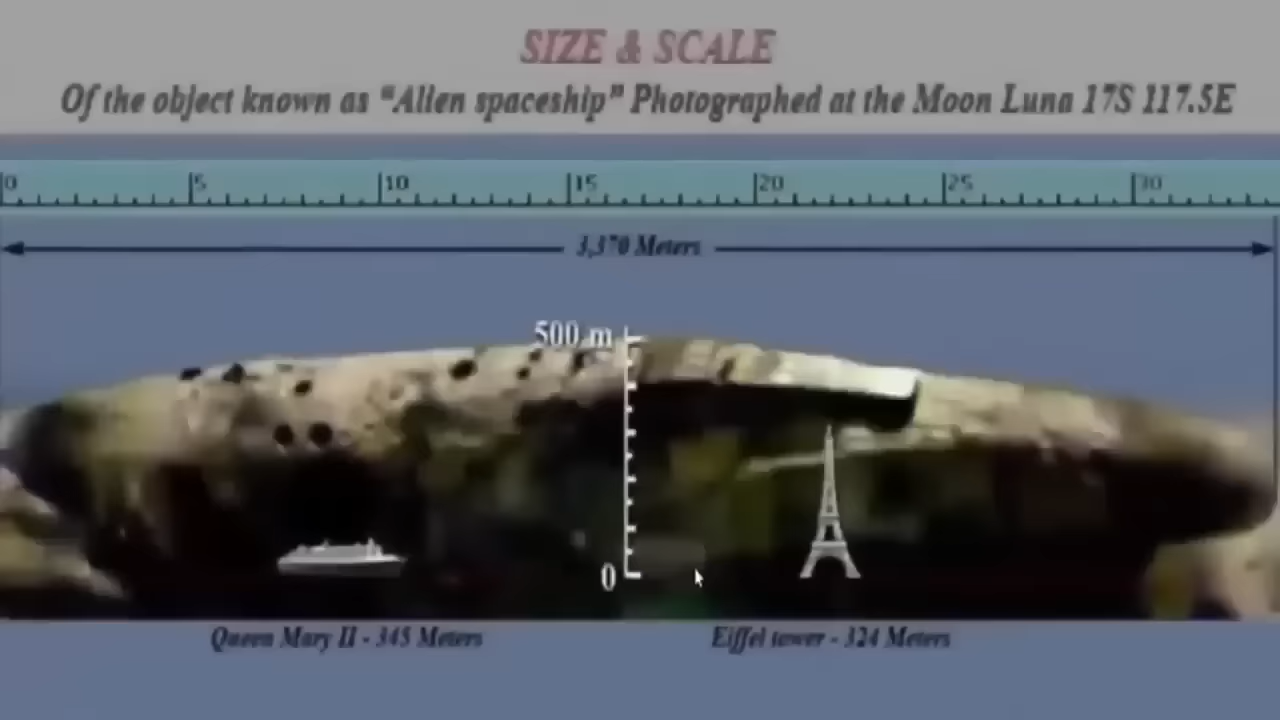 SIZE & SCALE
Of the object known as "Alien spaceship" Photographed at the Moon Luna 17S 117.5E
0 5 10 15 20 25 30
3,370 Meters
500 m
0
Queen Mary II - 345 Meters
Eiffel tower - 324 Meters